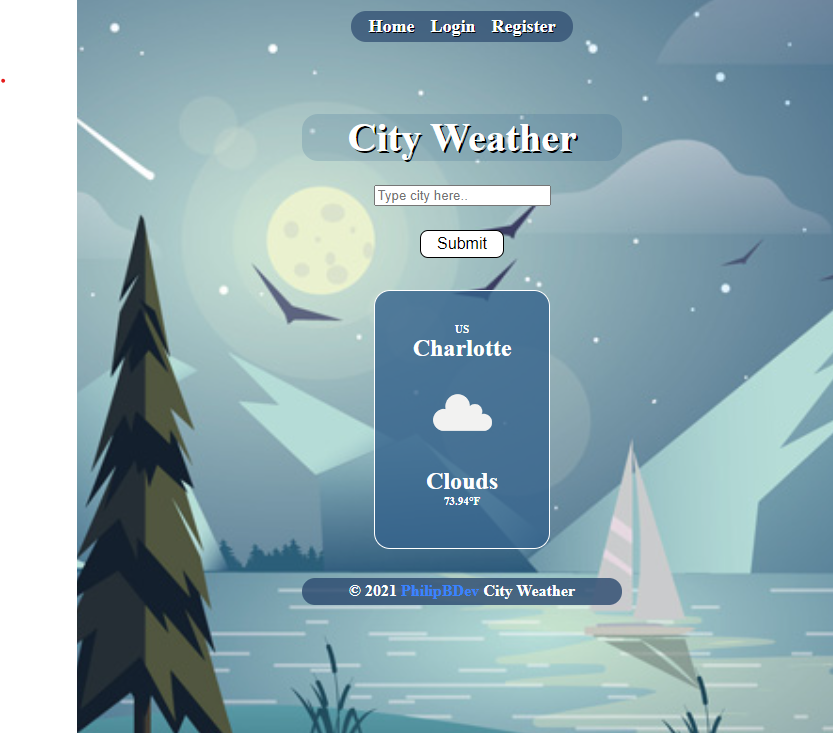 Home Login Register
City Weather
Type city here..
Submit
US
Charlotte
Clouds
73.94°F
© 2021 PhilipBDev City Weather